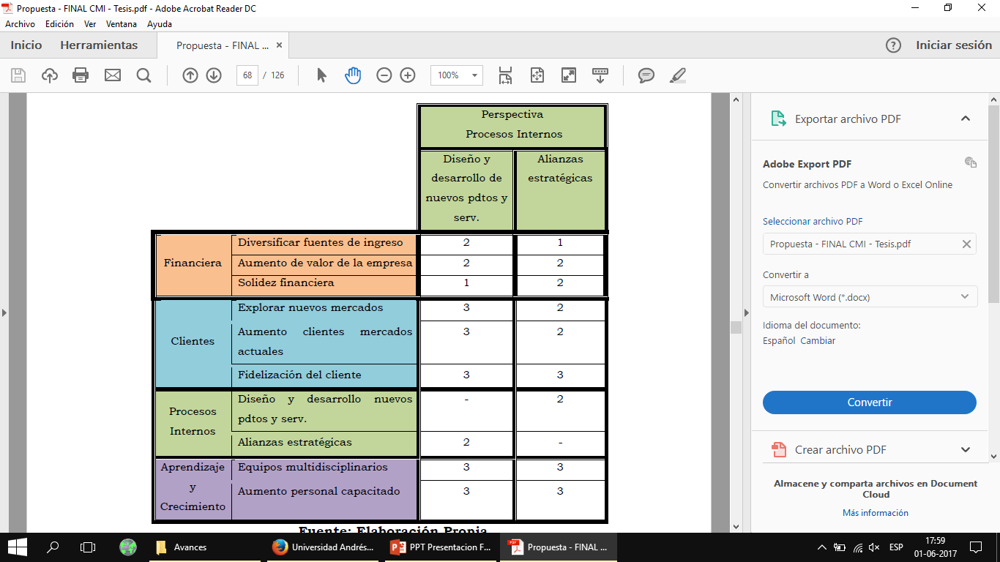 Propuesta - FINAL CMI - Tesis.pdf - Adobe Acrobat Reader DC
Archivo Edición Ver Ventana Ayuda
Inicio Herramientas Propuesta - FINAL ... × ? Iniciar sesión
68 / 126 100%
Perspectiva
Procesos Internos
Diseño y
desarrollo de
nuevos pdtos y
serv.
Alianzas
estratégicas
Financiera
Diversificar fuentes de ingreso 2 1
Aumento de valor de la empresa 2 2
Solidez financiera 1 2
Clientes
Explorar nuevos mercados 3 2
Aumento clientes mercados
actuales 3 2
Fidelización del cliente 3 3
Procesos
Internos
Diseño y desarrollo nuevos
pdtos y serv. - 2
Alianzas estratégicas 2 -
Aprendizaje
y
Crecimiento
Equipos multidisciplinarios 3 3
Aumento personal capacitado 3 3
Fuente: Elaboración Propia
Exportar archivo PDF
Adobe Export PDF
Convertir archivos PDF a Word o Excel Online
Seleccionar archivo PDF
Propuesta - FINAL CMI - Tesis.pdf
Convertir a
Microsoft Word (*.docx)
Idioma del documento:
Español Cambiar
Convertir
Crear archivo PDF
Almacene y comparta archivos en Document
Cloud
Más información
Avances
Universidad Andrés...
PPT Presentacion F...
Propuesta - FINAL ...
ESP
17:59
01-06-2017